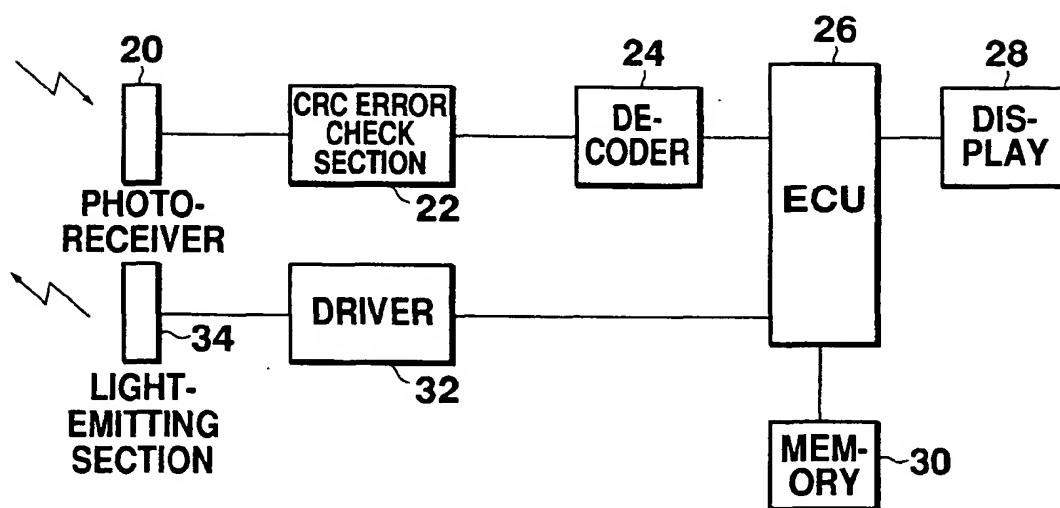 20
PHOTO-
RECEIVER
CRC ERROR
CHECK
SECTION
22
24
DE-
CODER
26
ECU
28
DIS-
PLAY
34
LIGHT-
EMITTING
SECTION
DRIVER
32
MEM-
ORY
30